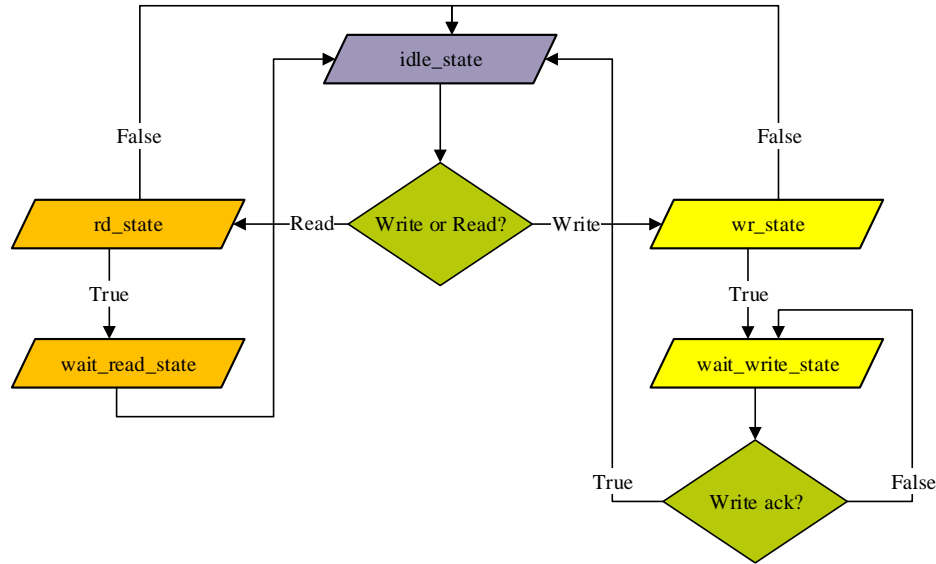 idle_state
False
False
rd_state
Read
Write or Read?
Write
wr_state
True
True
wait_read_state
wait_write_state
True
Write ack?
False